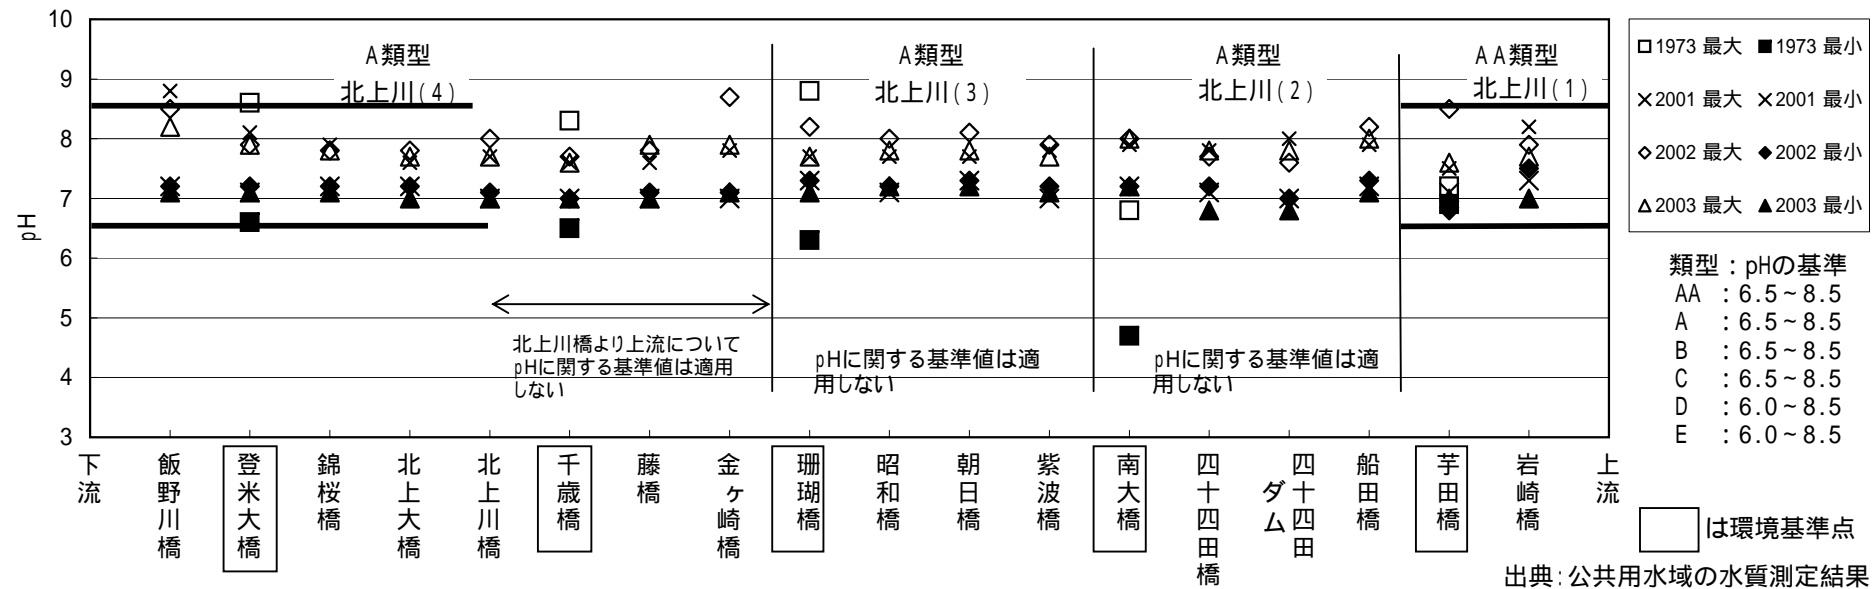 10
9
8
7
6
5
4
3
pH
A類型
北上川(4)
A類型
北上川(3)
A類型
北上川(2)
AA類型
北上川(1)
北上川橋より上流について
pHに関する基準値は適用
しない
pHに関する基準値は適
用しない
pHに関する基準値は適
用しない
下流
飯野川橋
登米大橋
錦桜橋
北上大橋
北上川橋
千歳橋
藤橋
金ヶ崎橋
珊瑚橋
昭和橋
朝日橋
紫波橋
南大橋
四十四田橋
四十四田
ダム
船田橋
芋田橋
岩崎橋
上流
□1973 最大 ■1973 最小
×2001 最大 ×2001 最小
◇2002 最大 ◆2002 最小
△2003 最大 ▲2003 最小
類型：pHの基準
AA ：6.5~8.5
A ：6.5~8.5
B ：6.5~8.5
C ：6.5~8.5
D ：6.0~8.5
E ：6.0~8.5
は環境基準点
出典：公共用水域の水質測定結果